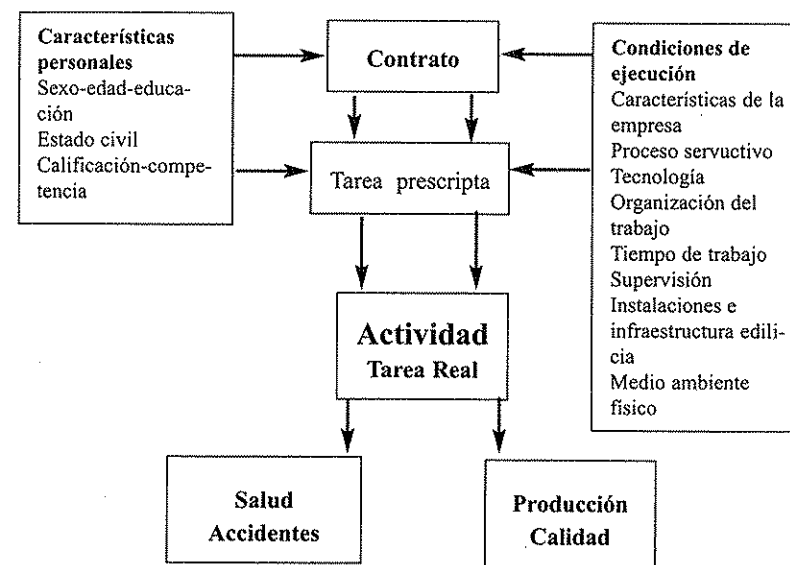 Características
personales
Sexo-edad-educa-
ción
Estado civil
Calificación-compe-
tencia
Contrato
Condiciones de
ejecución
Características de la
empresa
Proceso servuctivo
Tecnología
Organización del
trabajo
Tiempo de trabajo
Supervisión
Instalaciones e
infraestructura edili-
cia
Medio ambiente
físico
Tarea prescripta
Actividad
Tarea Real
Salud
Accidentes
Producción
Calidad